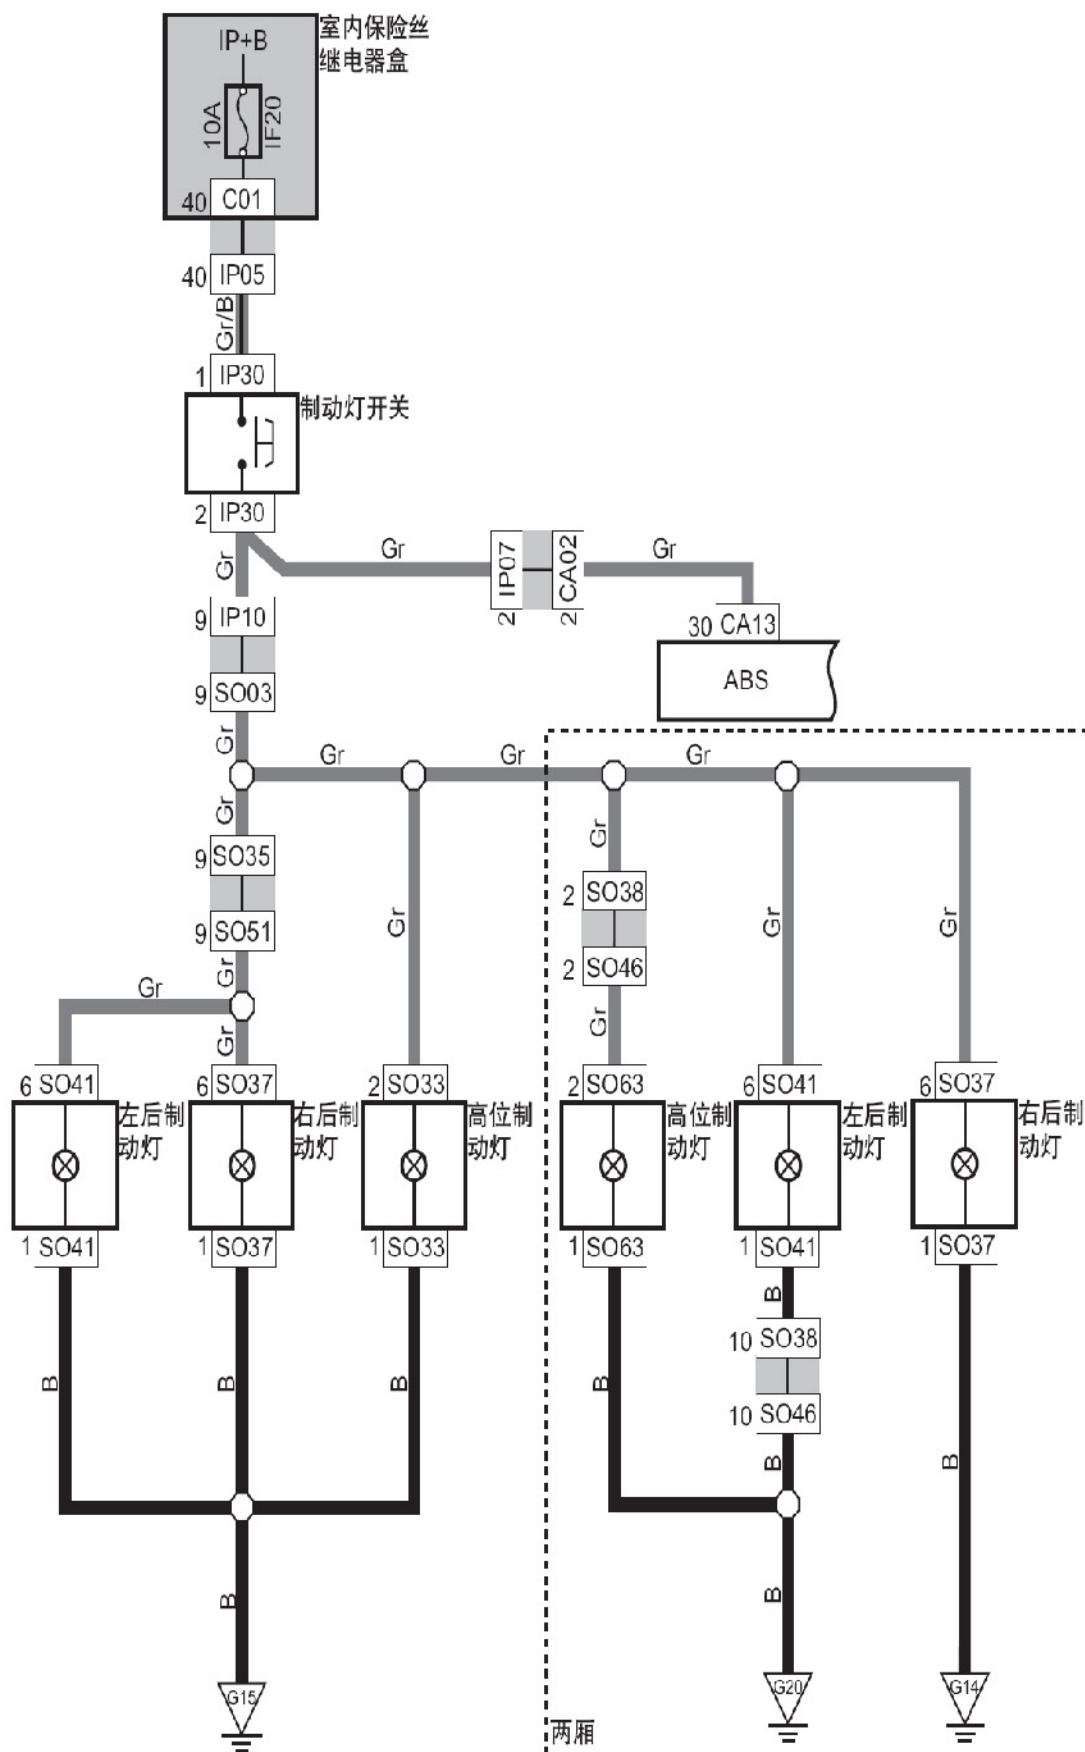 IP+B
室内保险丝
继电器盒
10A
IF20
40 C01
40 IP05
Gr/B
1 IP30
制动灯开关
2 IP30
Gr
Gr
2 IP07
2 CA02
Gr
9 IP10
30 CA13
ABS
9 SO03
Gr
Gr
Gr
Gr
Gr
Gr
9 SO35
2 SO38
9 SO51
Gr
Gr
Gr
2 SO46
Gr
Gr
Gr
Gr
6 SO41
6 SO37
2 SO33
2 SO63
6 SO41
6 SO37
左后制
动灯
右后制
动灯
高位制
动灯
高位制
动灯
左后制
动灯
右后制
动灯
1 SO41
1 SO37
1 SO33
1 SO63
1 SO41
1 SO37
B
10 SO38
B
B
B
B
10 SO46
B
B
B
B
G15
G20
G14
两厢